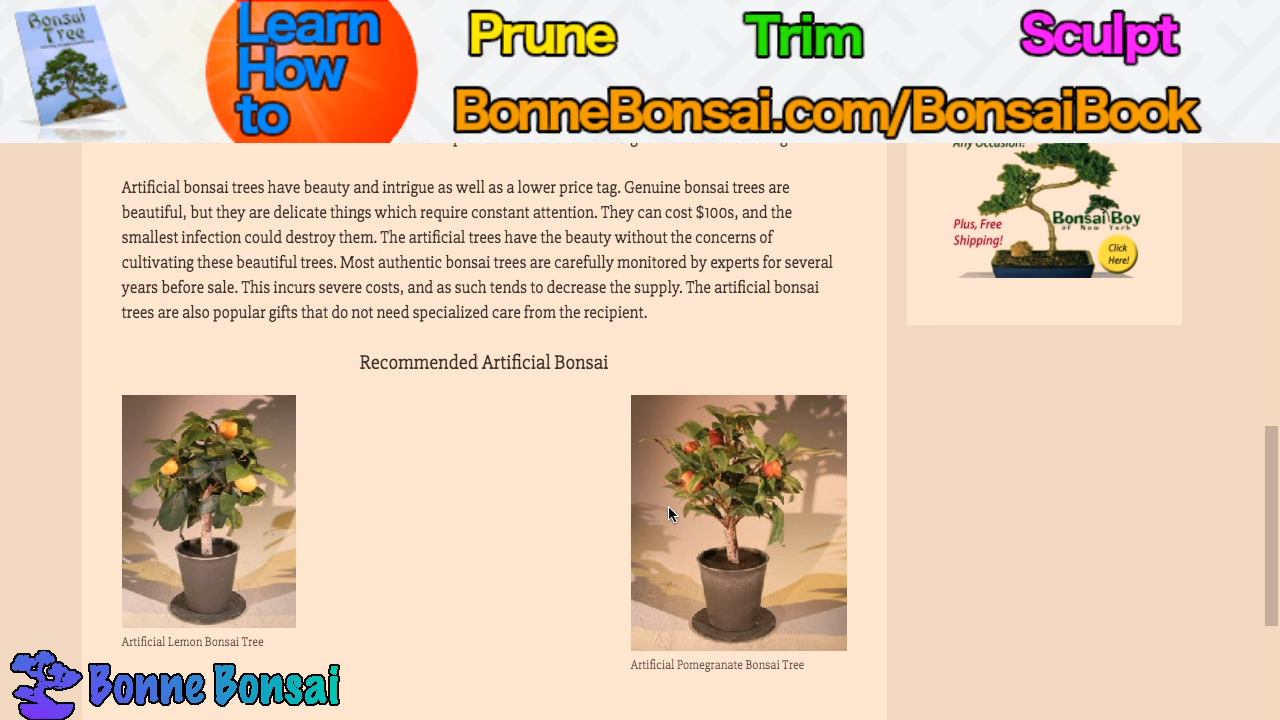 Bonsai
Tree
Learn
How
to
Prune
Trim
Sculpt
BonneBonsai.com/BonsaiBook
Any Occasion!
Plus, Free
Shipping!
Bonsai Boy
of New York
Click
Here!
Artificial bonsai trees have beauty and intrigue as well as a lower price tag. Genuine bonsai trees are
beautiful, but they are delicate things which require constant attention. They can cost $100s, and the
smallest infection could destroy them. The artificial trees have the beauty without the concerns of
cultivating these beautiful trees. Most authentic bonsai trees are carefully monitored by experts for several
years before sale. This incurs severe costs, and as such tends to decrease the supply. The artificial bonsai
trees are also popular gifts that do not need specialized care from the recipient.
Recommended Artificial Bonsai
Artificial Lemon Bonsai Tree
Artificial Pomegranate Bonsai Tree
Bonne Bonsai